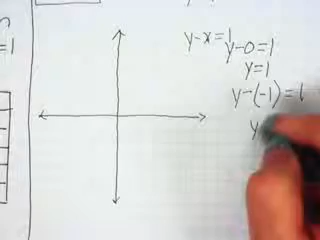 = 1
y-x=1
y-0=1
y=1
y-(-1)=1
y